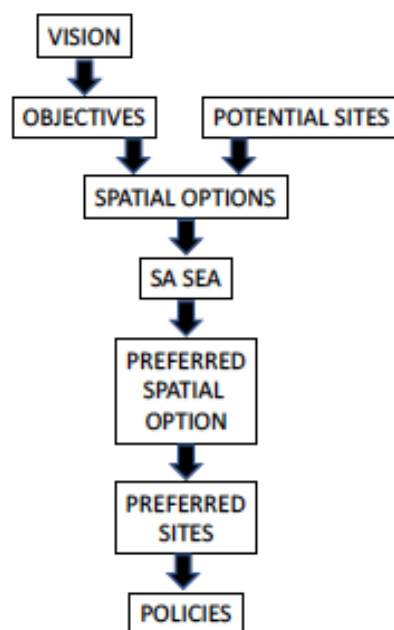 VISION
OBJECTIVES
POTENTIAL SITES
SPATIAL OPTIONS
SA SEA
PREFERRED
SPATIAL
OPTION
PREFERRED
SITES
POLICIES